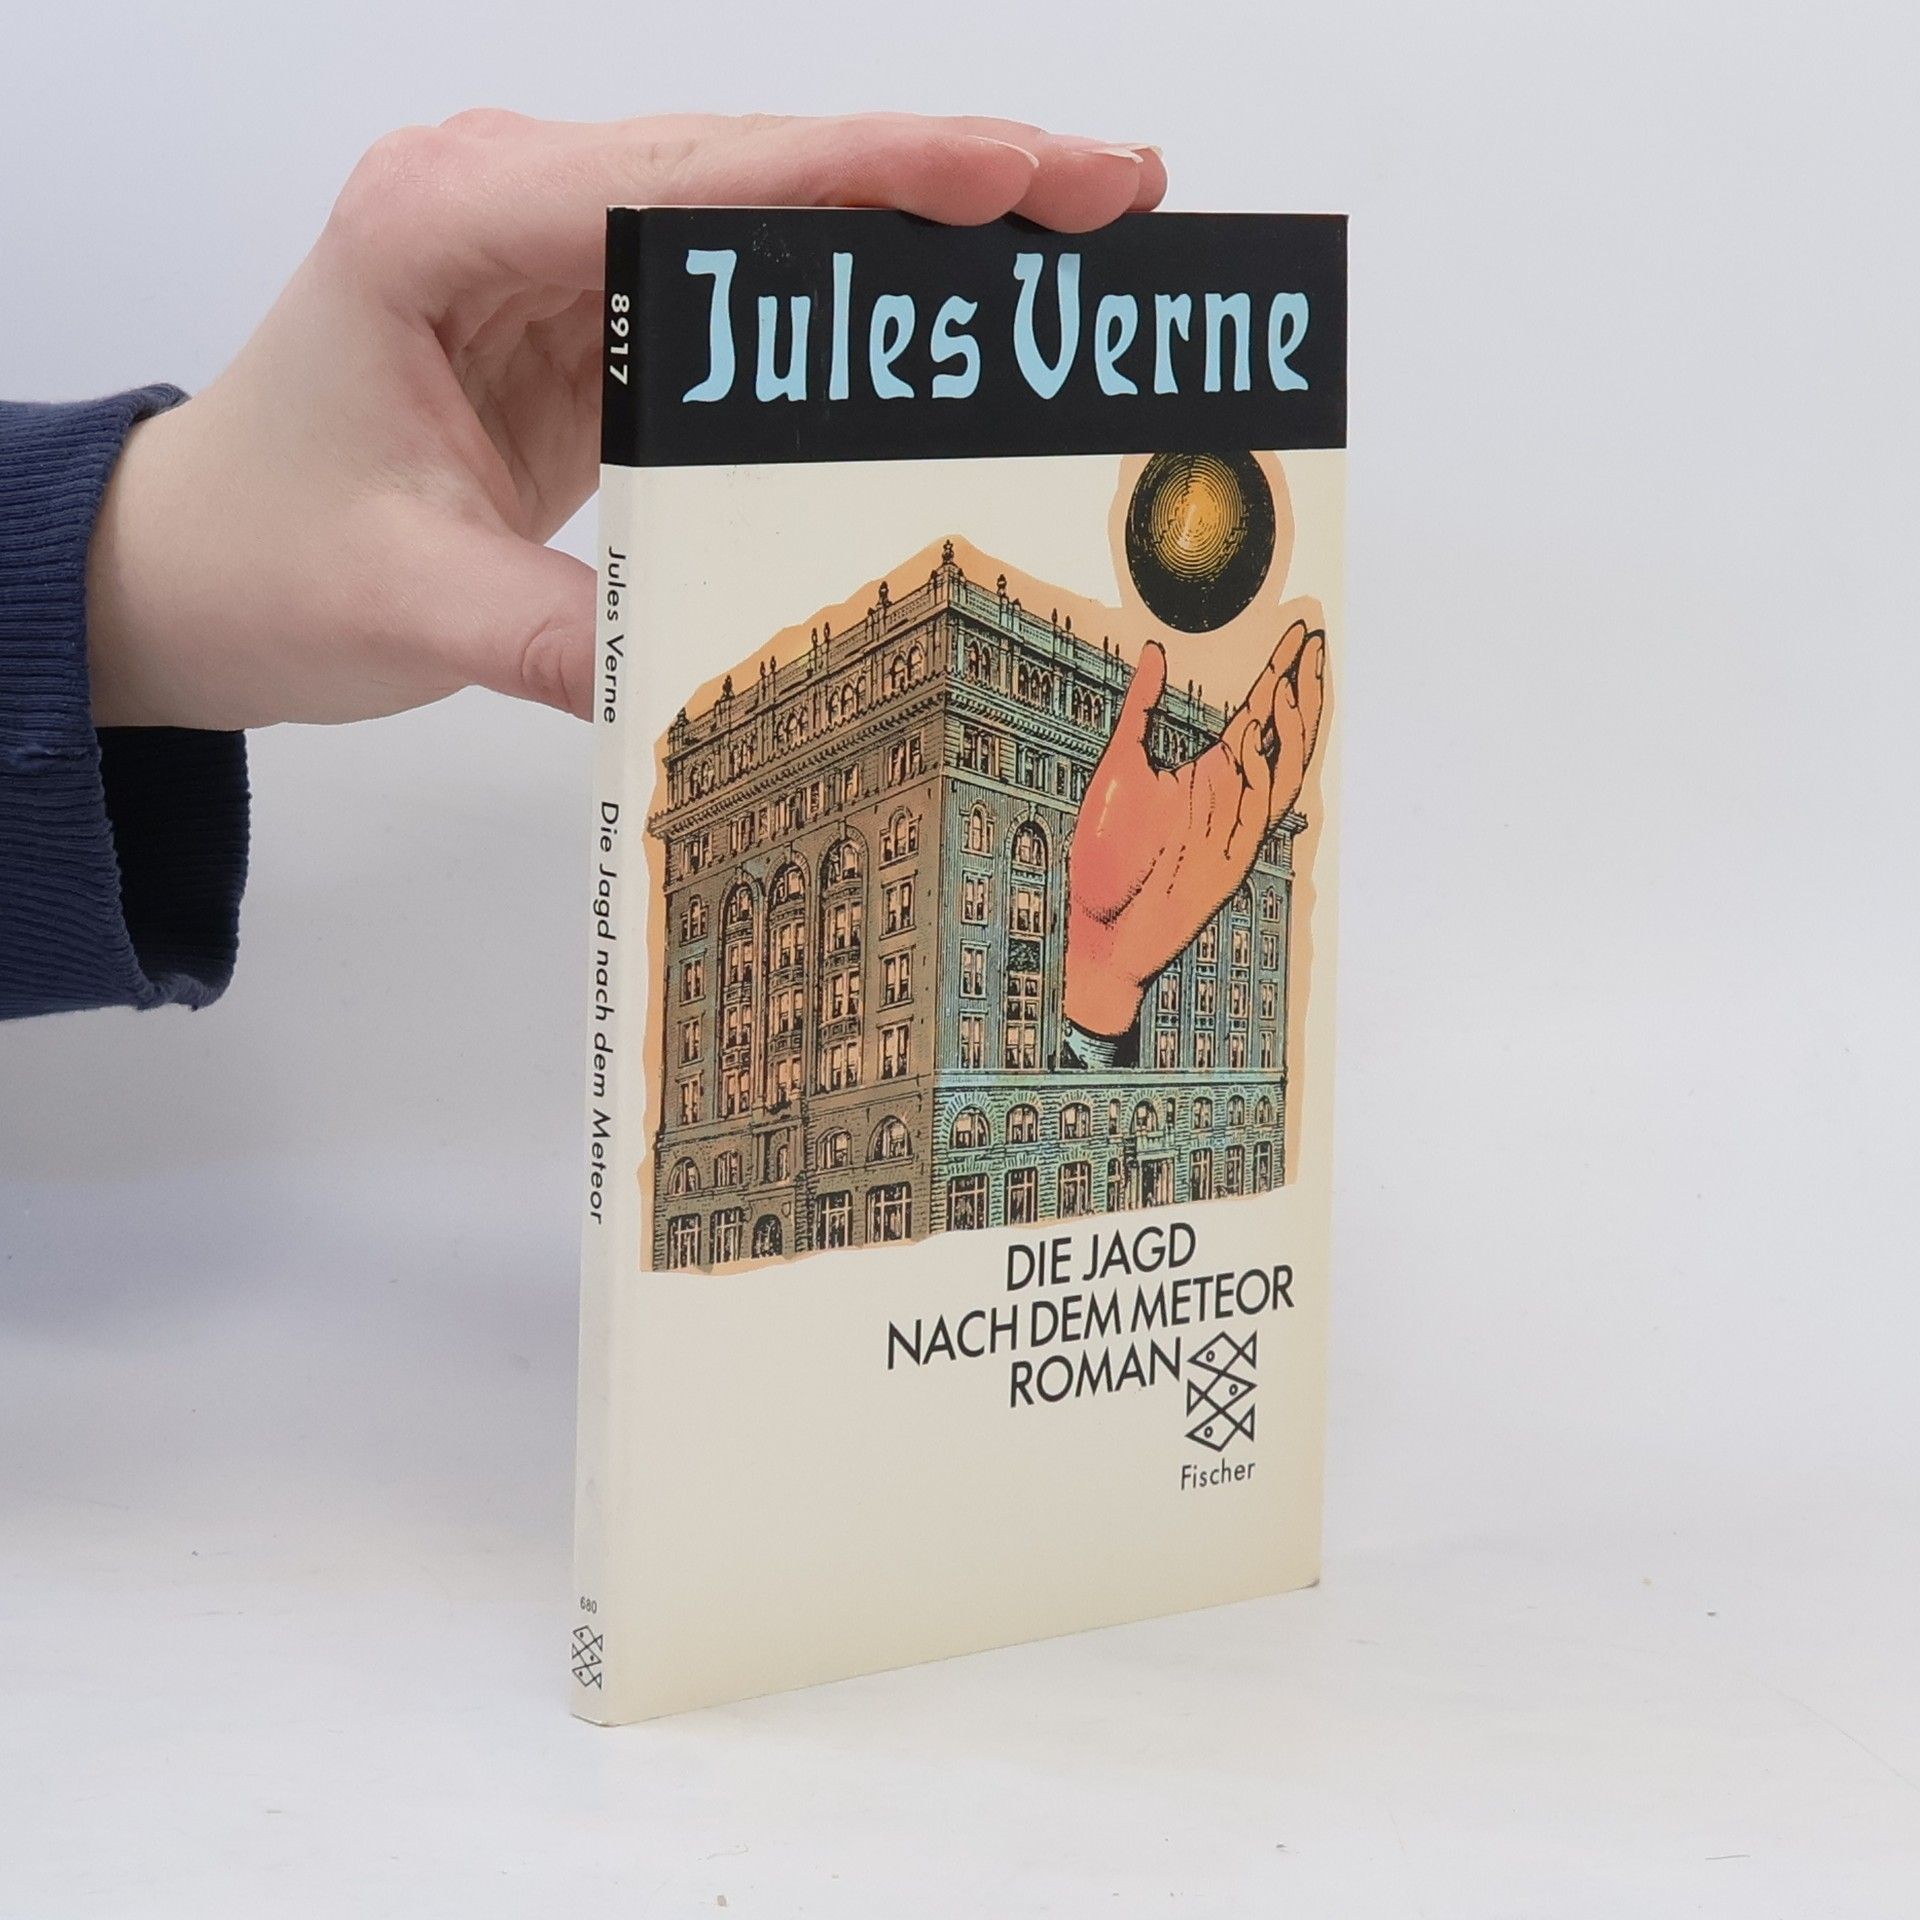 Jules Verne
DIE JAGD
NACH DEM METEOR
ROMAN
Fischer
8917
Jules Verne Die Jagd nach dem Meteor
680